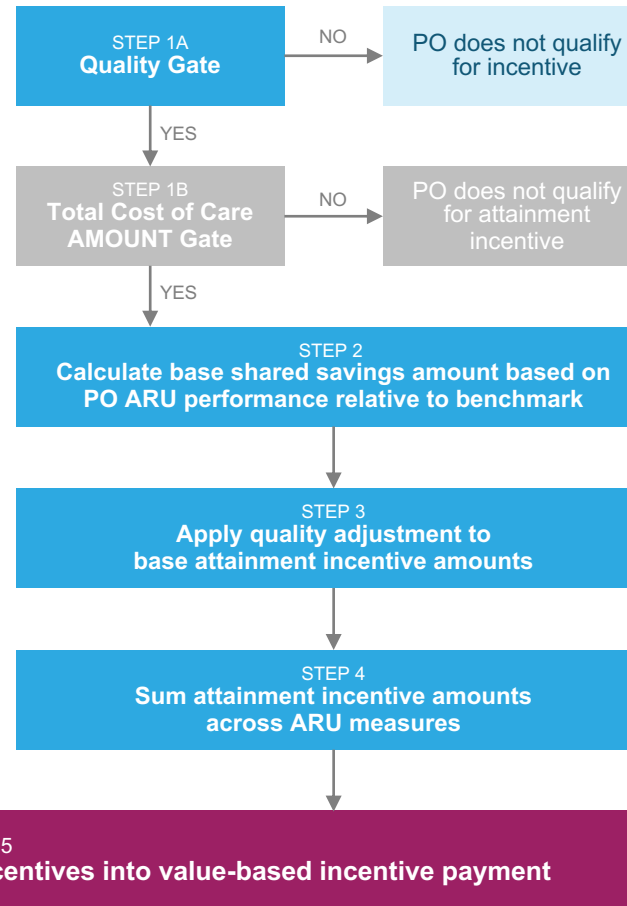 STEP 1A
Quality Gate
NO
PO does not qualify
for incentive
YES
STEP 1B
Total Cost of Care
AMOUNT Gate
NO
PO does not qualify
for attainment
incentive
YES
STEP 2
Calculate base shared savings amount based on
PO ARU performance relative to benchmark
STEP 3
Apply quality adjustment to
base attainment incentive amounts
STEP 4
Sum attainment incentive amounts
across ARU measures
5
centives into value-based incentive payment